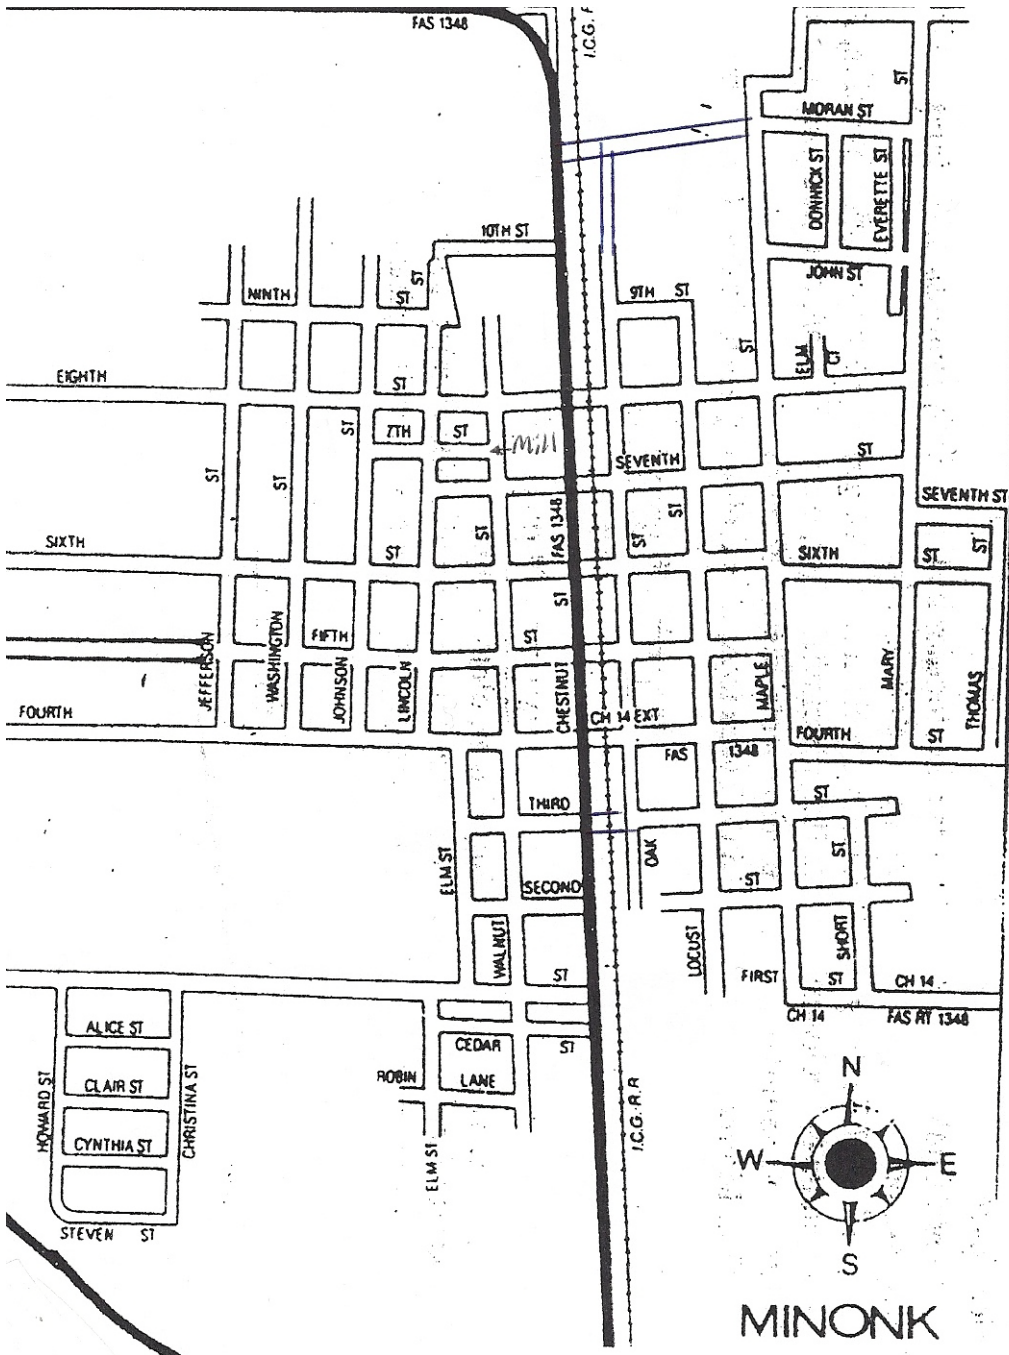 FAS 1348
I.C.G.
ST
MORAN ST
DONNICK ST
EVERETTE ST
10TH ST
ST
JOHN ST
NINTH
ST
9TH ST
ST
ELM CT
EIGHTH
ST
ST
7TH ST
SEVENTH
ST
ST
ST
FAS 1348
ST
ST
SEVENTH ST
SIXTH
ST
ST
SIXTH
ST
ST
ST
FIFTH
ST
JEFFERSON
WASHINGTON
JOHNSON
LINCOLN
CHESTNUT
MAPLE
MARY
THOMAS
FOURTH
CH 14 EXT
FAS 1348
FOURTH
ST
THIRD
ST
ELM ST
OAK
ST
SECOND
ST
WALNUT
LOCUST
SHORT
ST
FIRST
ST
CH 14
CH 14
FAS RT 1348
ALICE ST
CEDAR
ST
CLAIR ST
ROBIN LANE
HOWARD ST
CHRISTINA ST
CYNTHIA ST
ELM ST
I.C.G. R.R
STEVEN ST
N
W
E
S
MINONK